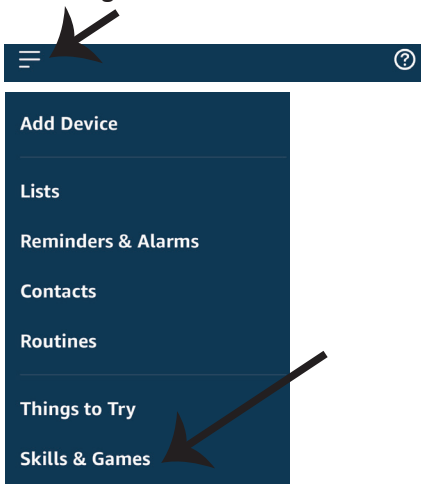 Add Device
Lists
Reminders & Alarms
Contacts
Routines
Things to Try
Skills & Games